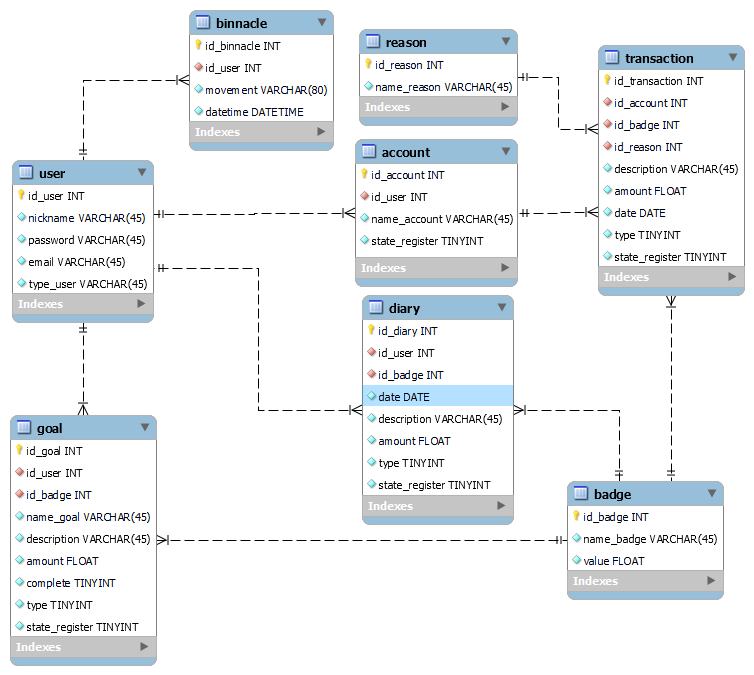 binnacle
id_binnacle INT
id_user INT
movement VARCHAR(80)
datetime DATETIME
Indexes
reason
id_reason INT
name_reason VARCHAR(45)
Indexes
transaction
id_transaction INT
id_account INT
id_badge INT
id_reason INT
description VARCHAR(45)
amount FLOAT
date DATE
type TINYINT
state_register TINYINT
Indexes
account
id_account INT
id_user INT
name_account VARCHAR(45)
state_register TINYINT
Indexes
user
id_user INT
nickname VARCHAR(45)
password VARCHAR(45)
email VARCHAR(45)
type_user VARCHAR(45)
Indexes
diary
id_diary INT
id_user INT
id_badge INT
date DATE
description VARCHAR(45)
amount FLOAT
type TINYINT
state_register TINYINT
Indexes
goal
id_goal INT
id_user INT
id_badge INT
name_goal VARCHAR(45)
description VARCHAR(45)
amount FLOAT
complete TINYINT
type TINYINT
state_register TINYINT
Indexes
badge
id_badge INT
name_badge VARCHAR(45)
value FLOAT
Indexes